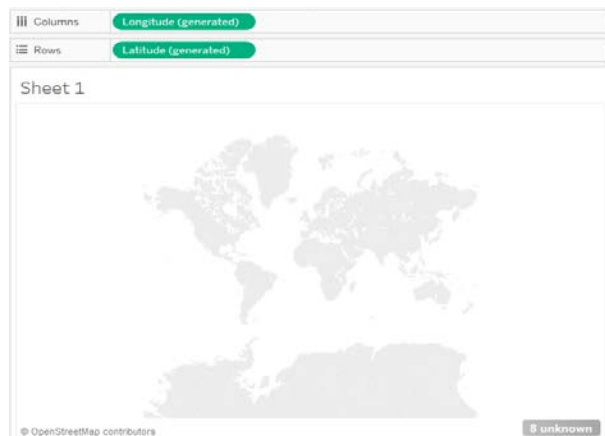 Columns Longitude (generated)
Rows Latitude (generated)
Sheet 1
© OpenStreetMap contributors 8 unknown